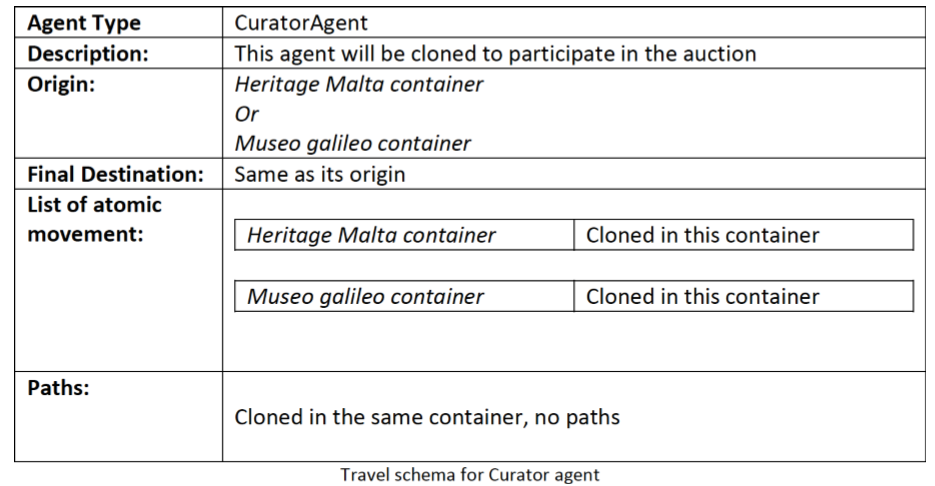 Agent Type CuratorAgent
Description: This agent will be cloned to participate in the auction
Origin: Heritage Malta container
Or
Museo galileo container
Final Destination: Same as its origin
List of atomic
movement: Heritage Malta container Cloned in this container
Museo galileo container Cloned in this container
Paths:
Cloned in the same container, no paths
Travel schema for Curator agent